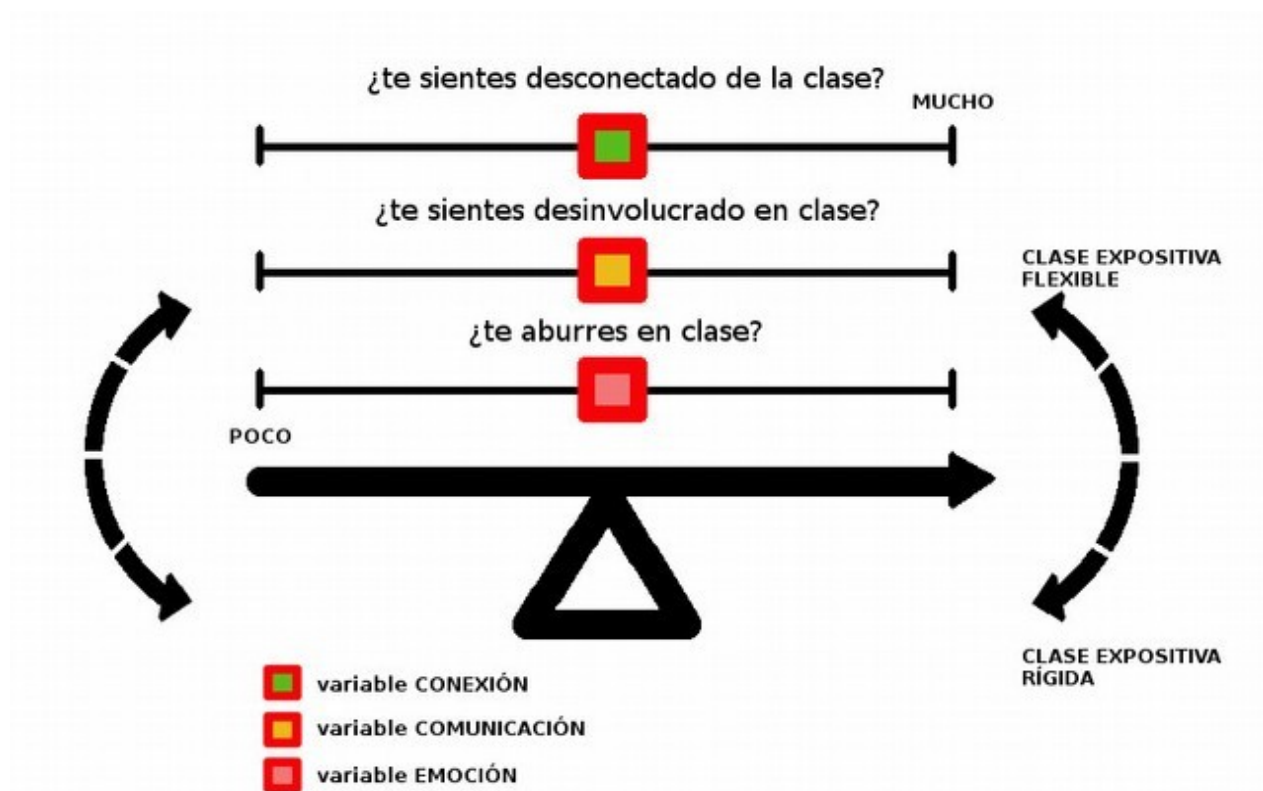 ¿te sientes desconectado de la clase?
MUCHO
¿te sientes desinvolucrado en clase?
CLASE EXPOSITIVA
FLEXIBLE
¿te aburres en clase?
POCO
CLASE EXPOSITIVA
RÍGIDA
variable CONEXIÓN
variable COMUNICACIÓN
variable EMOCIÓN